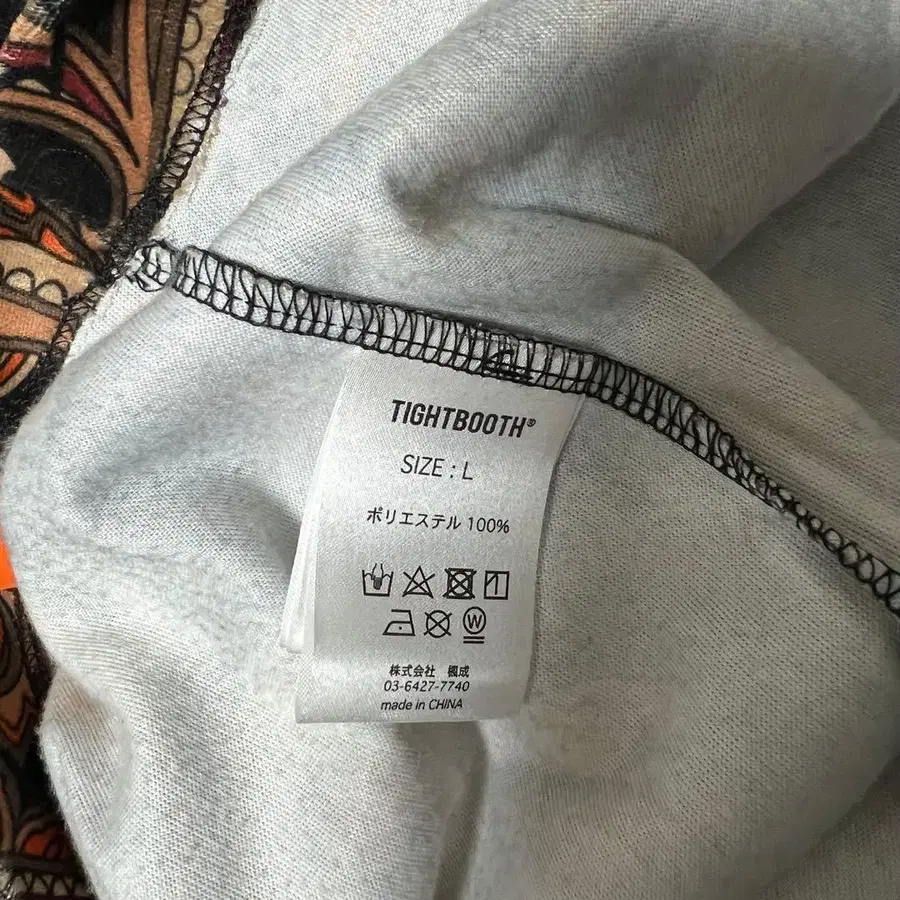 TIGHTBOOTH®
SIZE : L
ポリエステル 100%
W
株式会社 楓成
03-6427-7740
made in CHINA